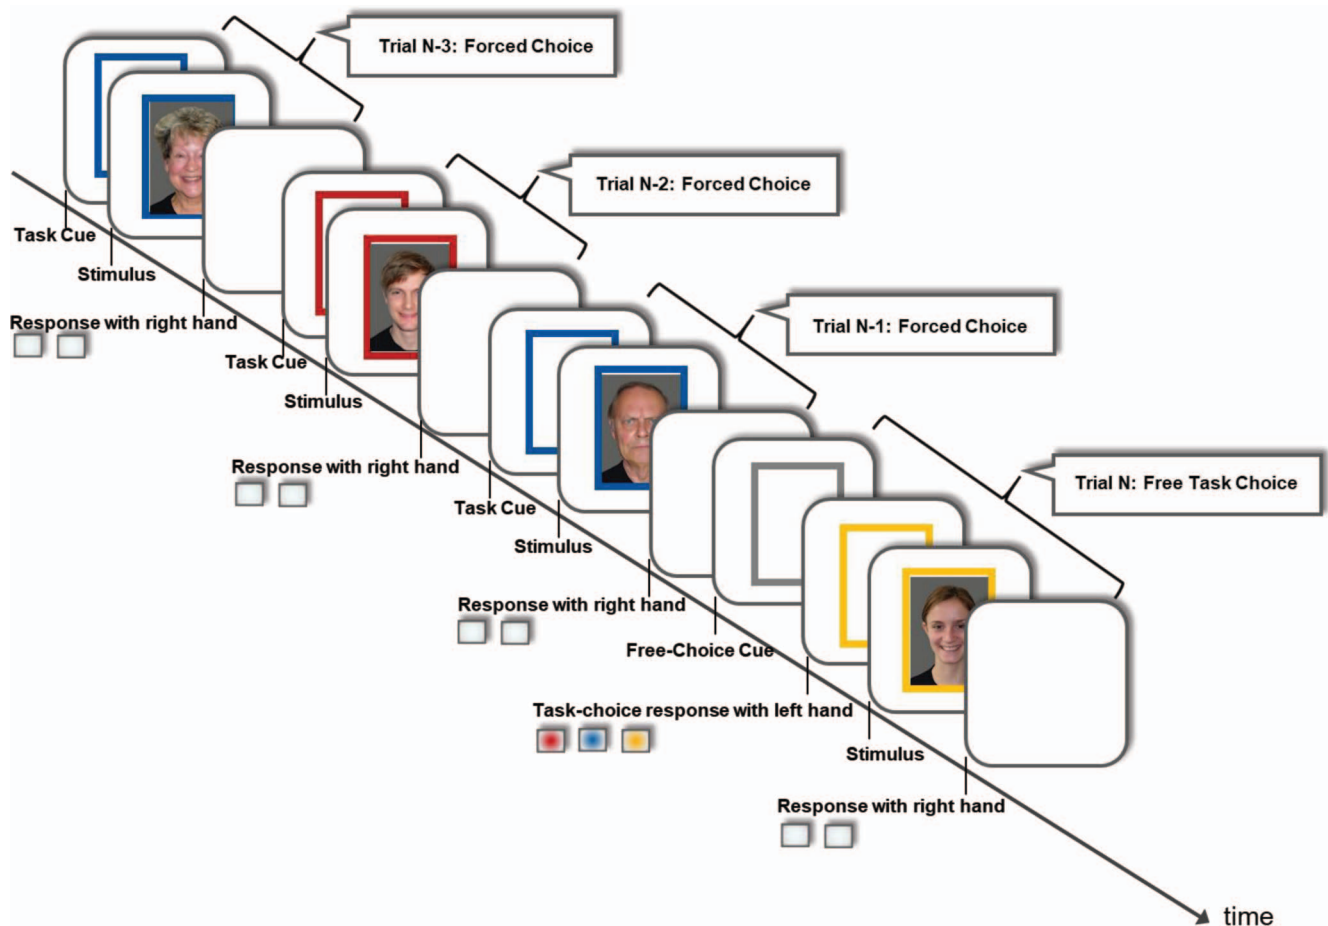 Trial N-3: Forced Choice
Trial N-2: Forced Choice
Task Cue
Stimulus
Response with right hand
Trial N-1: Forced Choice
Task Cue
Stimulus
Response with right hand
Trial N: Free Task Choice
Task Cue
Stimulus
Response with right hand
Free-Choice Cue
Task-choice response with left hand
Stimulus
Response with right hand
time